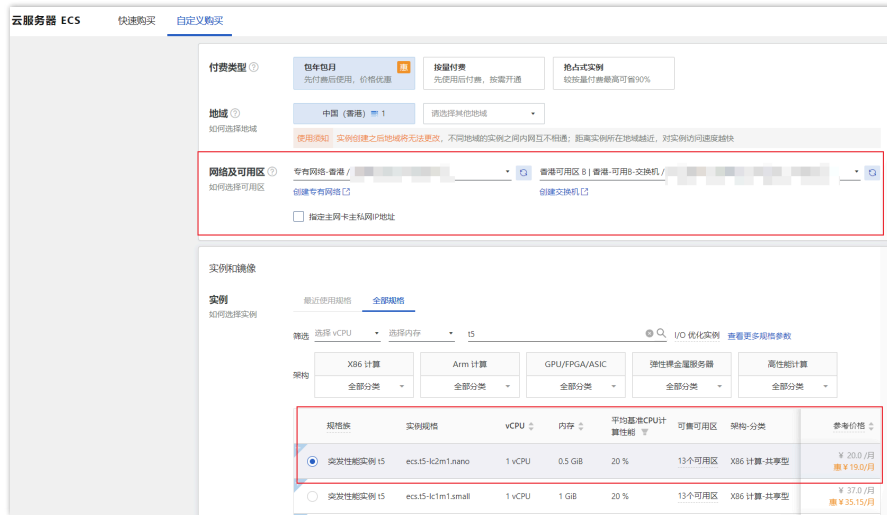 云服务器 ECS 快速购买 自定义购买
付费类型
包年包月 惠
先付费后使用，价格优惠
按量付费
先使用后付费，按需开通
抢占式实例
较按量付费最高可省90%
地域
如何选择地域
中国（香港） 1
请选择其他地域
使用须知 实例创建之后地域将无法更改，不同地域的实例之间内网互不相通；距离实例所在地域越近，对实例访问速度越快
网络及可用区
如何选择可用区
专有网络-香港 /
香港可用区 B | 香港-可用B-交换机 /
创建专有网络
创建交换机
指定主网卡主私网IP地址
实例和镜像
实例
如何选择实例
最近使用规格 全部规格
筛选 选择 vCPU 选择内存 t5 I/O 优化实例 查看更多规格参数
架构
X86 计算 Arm 计算 GPU/FPGA/ASIC 弹性裸金属服务器 高性能计算
全部分类 全部分类 全部分类 全部分类 全部分类
规格族 实例规格 vCPU 内存 平均基准CPU计算性能 可售可用区 架构-分类 参考价格
突发性能实例 t5 ecs.t5-lc2m1.nano 1 vCPU 0.5 GiB 20 % 13个可用区 X86 计算-共享型 ¥ 20.0 /月
惠 ¥ 19.0/月
突发性能实例 t5 ecs.t5-lc1m1.small 1 vCPU 1 GiB 20 % 13个可用区 X86 计算-共享型 ¥ 37.0 /月
惠 ¥ 35.15/月